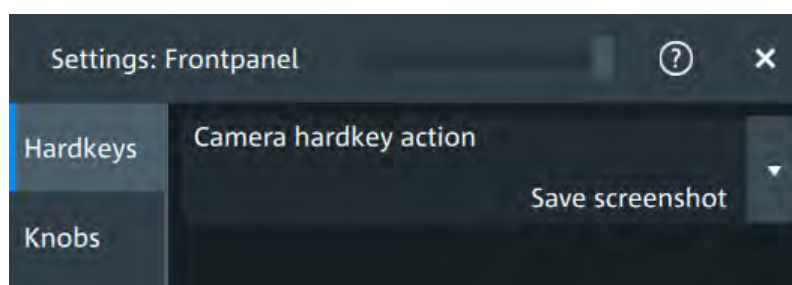 Settings: Frontpanel ?
Hardkeys
Camera hardkey action
Save screenshot
Knobs